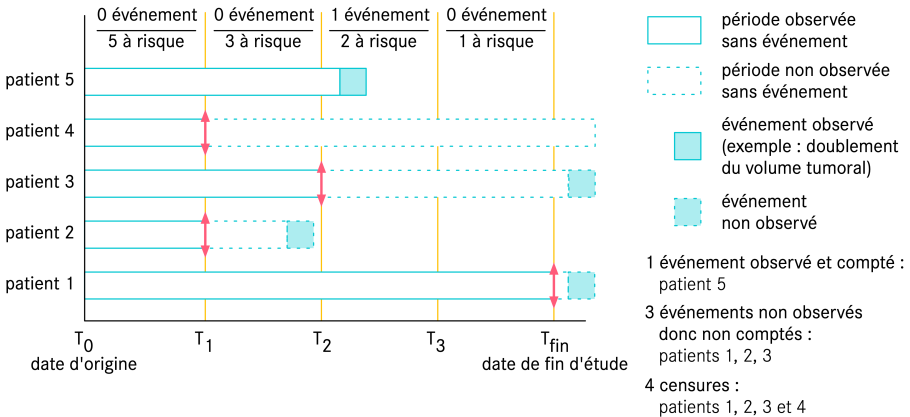 0 événement
5 à risque
0 événement
3 à risque
1 événement
2 à risque
0 événement
1 à risque
patient 5
patient 4
patient 3
patient 2
patient 1
T0
T1
T2
T3
Tfin
date d'origine
date de fin d'étude
période observée
sans événement
période non observée
sans événement
événement observé
(exemple : doublement
du volume tumoral)
événement
non observé
1 événement observé et compté :
patient 5
3 événements non observés
donc non comptés :
patients 1, 2, 3
4 censures :
patients 1, 2, 3 et 4